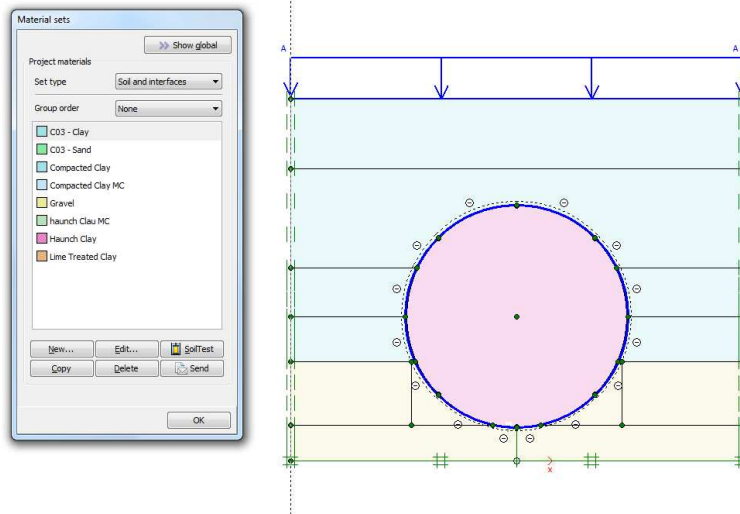 Material sets
Show global
Project materials
Set type
Soil and interfaces
Group order
None
C03 - Clay
C03 - Sand
Compacted Clay
Compacted Clay MC
Gravel
haunch Clau MC
Haunch Clay
Lime Treated Clay
New...
Edit...
SoilTest
Copy
Delete
Send
OK
A
A
x